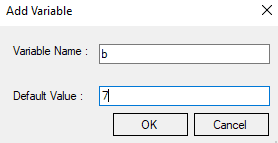 Add Variable
Variable Name : b
Default Value : 7
OK Cancel